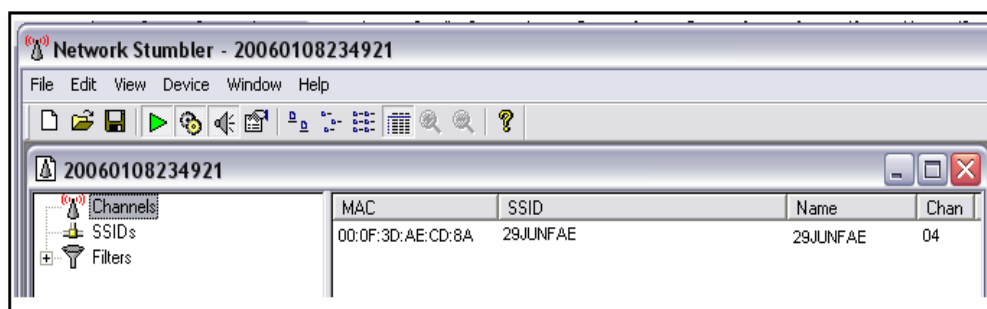 Network Stumbler - 20060108234921
File Edit View Device Window Help
20060108234921
Channels
SSIDs
Filters
MAC SSID Name Chan
00:0F:3D:AE:CD:8A 29JUNFAE 29JUNFAE 04